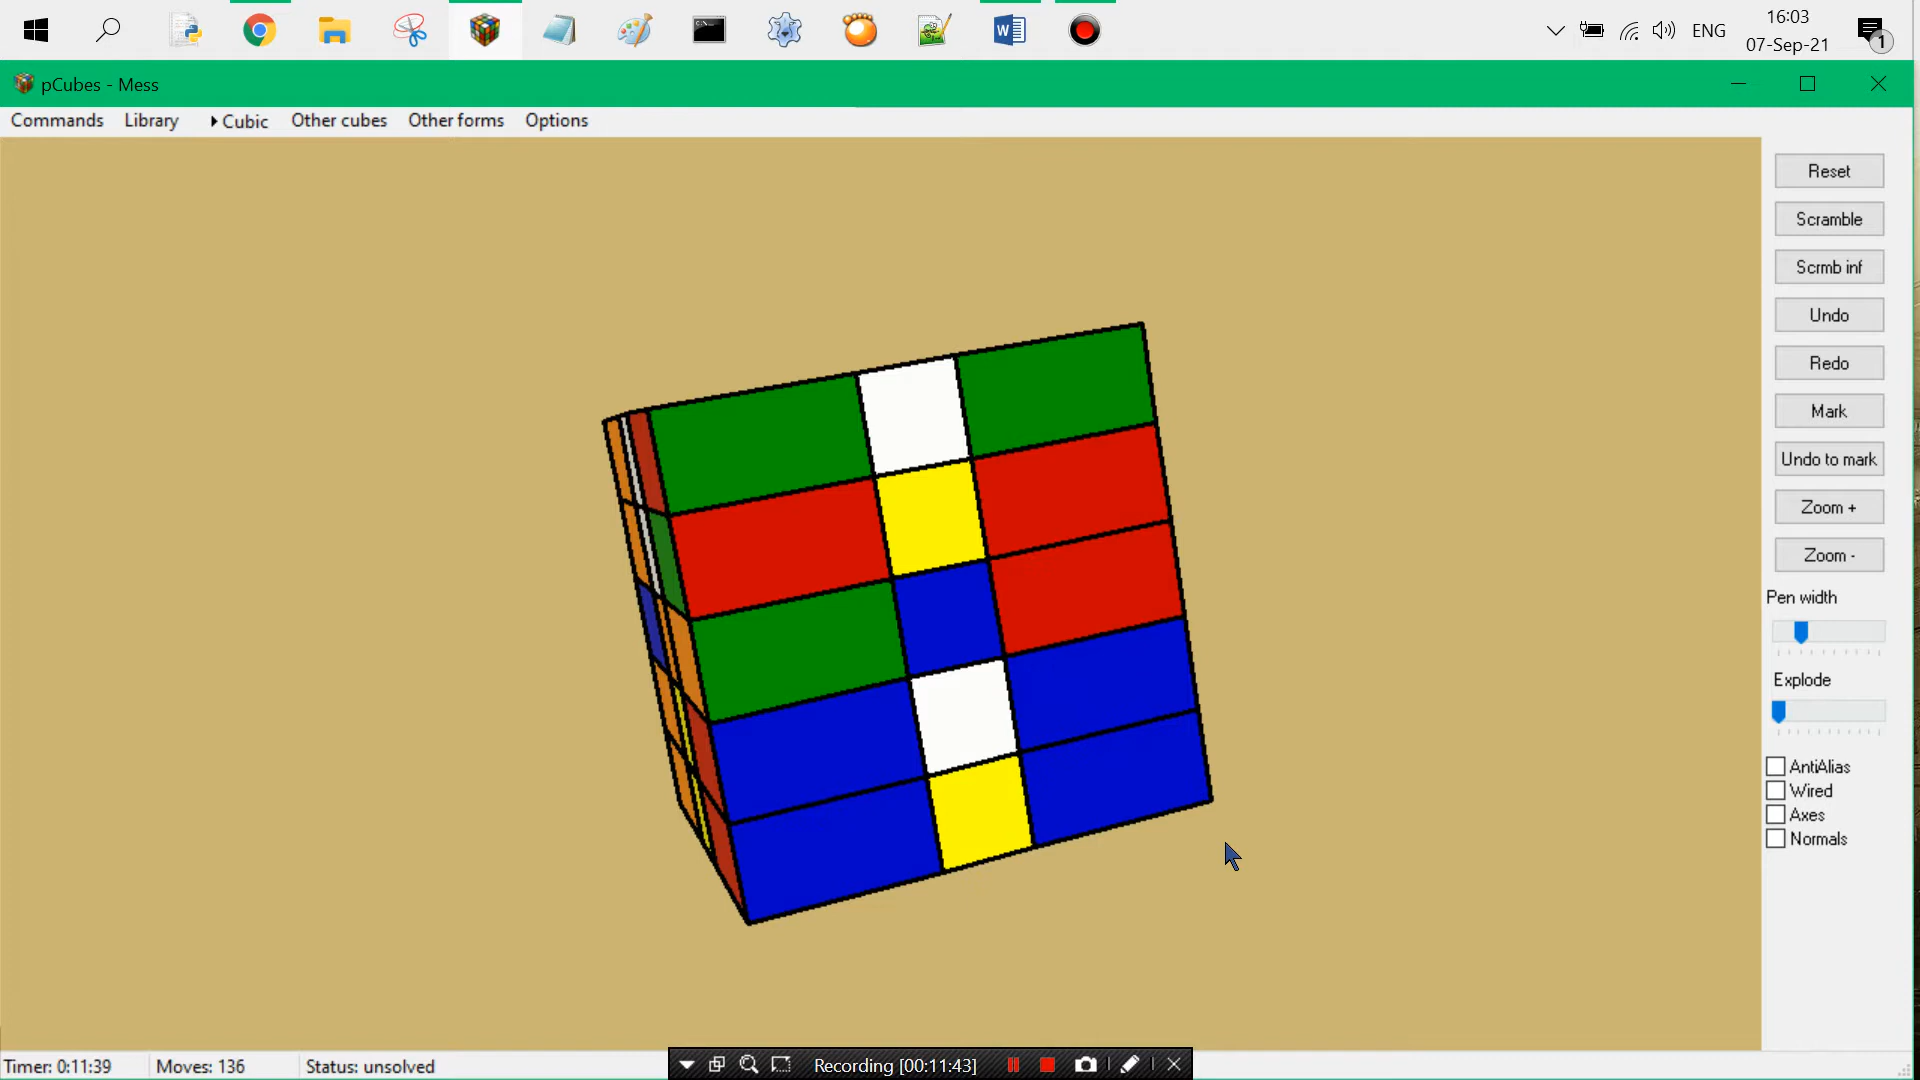 ENG
16:03
07-Sep-21
1
pCubes - Mess
Commands Library Cubic Other cubes Other forms Options
Reset
Scramble
Scrmb inf
Undo
Redo
Mark
Undo to mark
Zoom +
Zoom -
Pen width
Explode
AntiAlias
Wired
Axes
Normals
Timer: 0:11:39 Moves: 136 Status: unsolved
Recording [00:11:43]